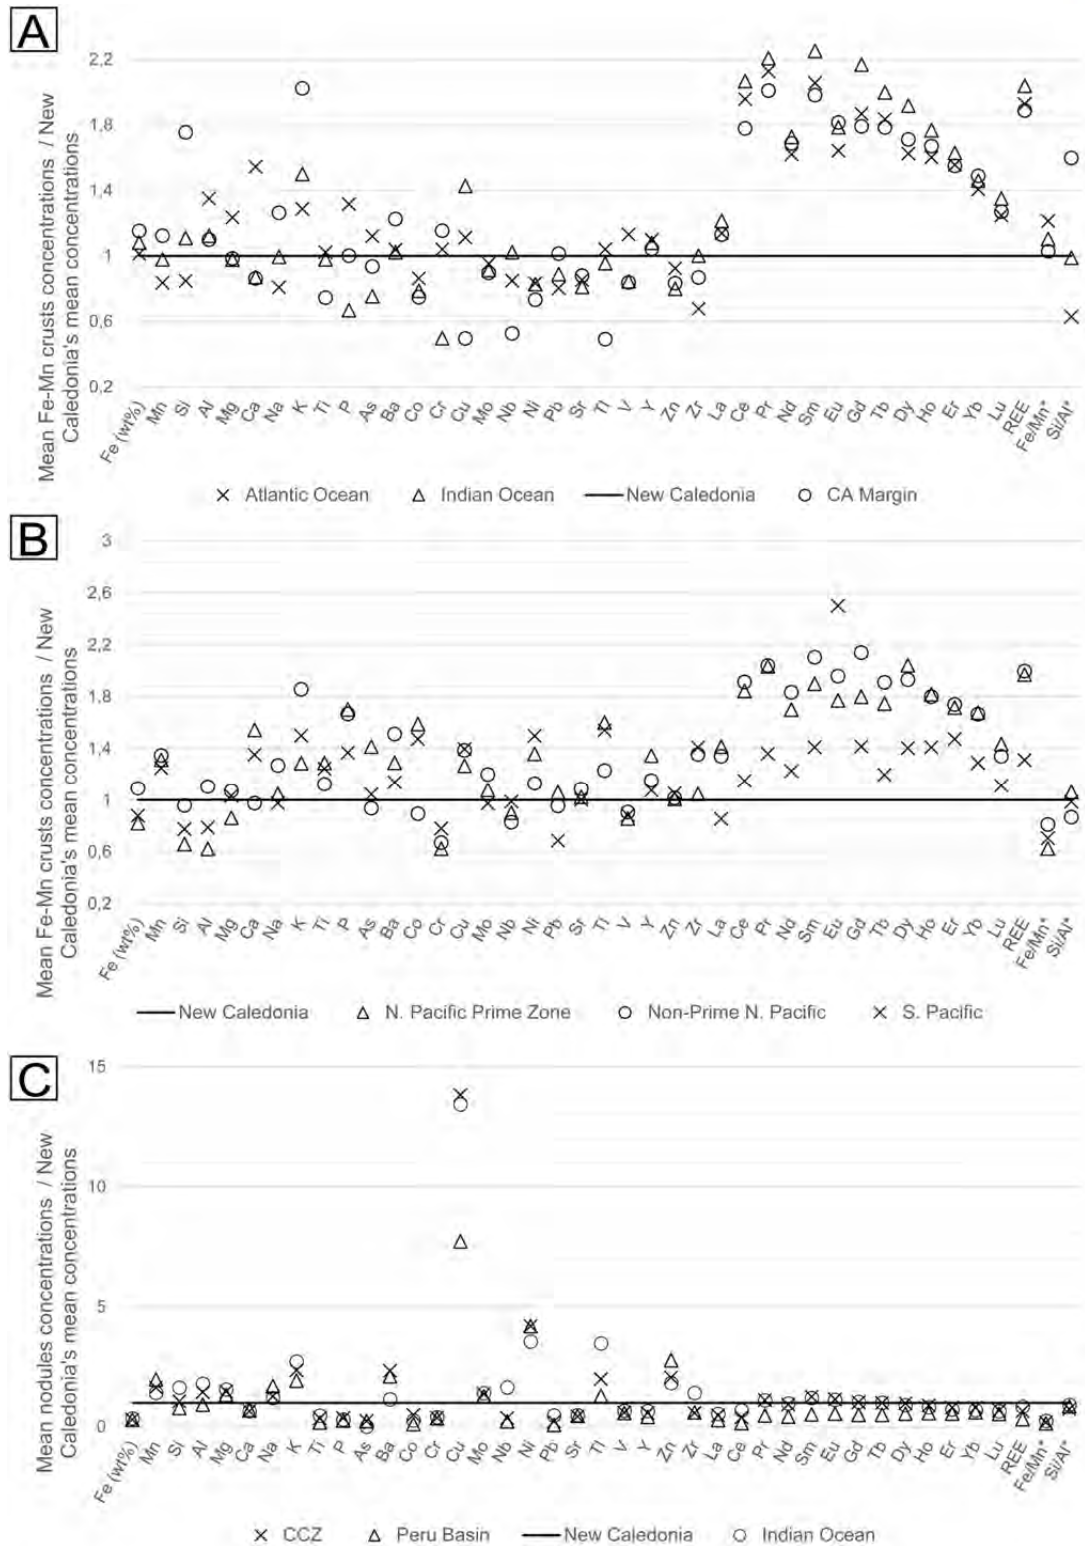 A
Mean Fe-Mn crusts concentrations / New
Caledonia's mean concentrations
2,2
1,8
1,4
1
0,6
0,2
Fe (wt%) Mn Si Al Mg Ca Na K Ti P As Ba Co Cr Cu Mo Nb Ni Pb Sr Tl V Y Zn Zr La Ce Pr Nd Sm Eu Gd Tb Dy Ho Er Yb Lu REE Fe/Mn* Si/Al*
× Atlantic Ocean △ Indian Ocean — New Caledonia ○ CA Margin
B
Mean Fe-Mn crusts concentrations / New
Caledonia's mean concentrations
3
2,6
2,2
1,8
1,4
1
0,6
0,2
Fe (wt%) Mn Si Al Mg Ca Na K Ti P As Ba Co Cr Cu Mo Nb Ni Pb Sr Tl V Y Zn Zr La Ce Pr Nd Sm Eu Gd Tb Dy Ho Er Yb Lu REE Fe/Mn* Si/Al*
— New Caledonia △ N. Pacific Prime Zone ○ Non-Prime N. Pacific × S. Pacific
C
Mean nodules concentrations / New
Caledonia's mean concentrations
15
10
5
0
Fe (wt%) Mn Si Al Mg Ca Na K Ti P As Ba Co Cr Cu Mo Nb Ni Pb Sr Tl V Y Zn Zr La Ce Pr Nd Sm Eu Gd Tb Dy Ho Er Yb Lu REE Fe/Mn* Si/Al*
× CCZ △ Peru Basin — New Caledonia ○ Indian Ocean